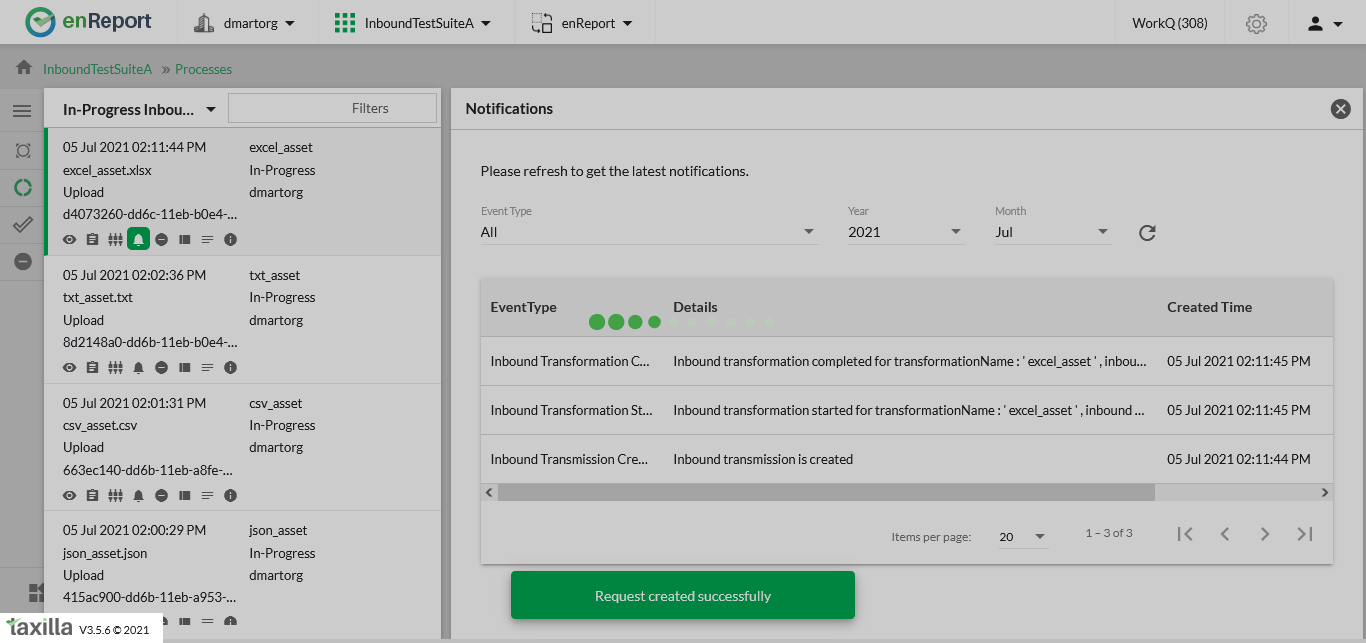 enReport
dmartorg
InboundTestSuiteA
enReport
WorkQ (308)
InboundTestSuiteA » Processes
In-Progress Inbou...
Filters
05 Jul 2021 02:11:44 PM excel_asset
excel_asset.xlsx In-Progress
Upload dmartorg
d4073260-dd6c-11eb-b0e4-...
05 Jul 2021 02:02:36 PM txt_asset
txt_asset.txt In-Progress
Upload dmartorg
8d2148a0-dd6b-11eb-b0e4-...
05 Jul 2021 02:01:31 PM csv_asset
csv_asset.csv In-Progress
Upload dmartorg
663ec140-dd6b-11eb-a8fe-...
05 Jul 2021 02:00:29 PM json_asset
json_asset.json In-Progress
Upload dmartorg
415ac900-dd6b-11eb-a953-...
taxilla V3.5.6 © 2021
Notifications
Please refresh to get the latest notifications.
Event Type Year Month
All 2021 Jul
EventType Details Created Time
Inbound Transformation C... Inbound transformation completed for transformationName : ' excel_asset ' , inbou... 05 Jul 2021 02:11:45 PM
Inbound Transformation St... Inbound transformation started for transformationName : ' excel_asset ' , inbound ... 05 Jul 2021 02:11:45 PM
Inbound Transmission Cre... Inbound transmission is created 05 Jul 2021 02:11:44 PM
Items per page: 20 1 – 3 of 3
Request created successfully